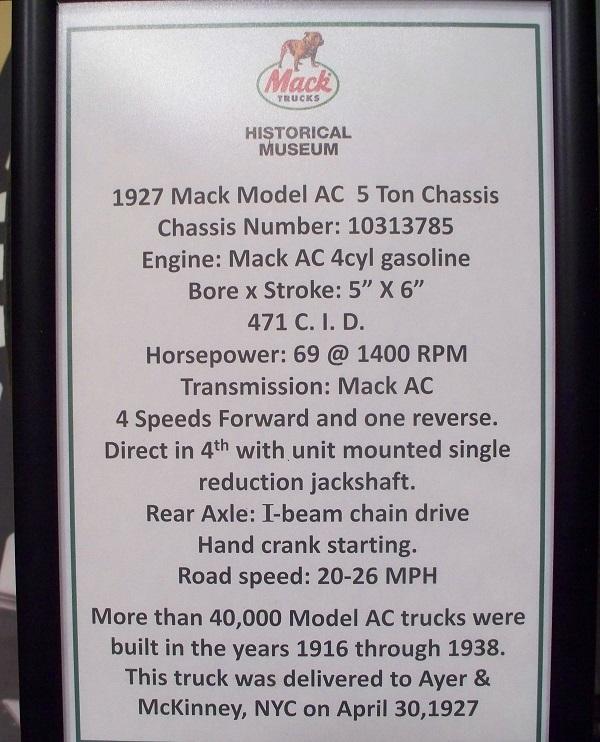 Mack
TRUCKS
HISTORICAL
MUSEUM
1927 Mack Model AC 5 Ton Chassis
Chassis Number: 10313785
Engine: Mack AC 4cyl gasoline
Bore x Stroke: 5” X 6”
471 C. I. D.
Horsepower: 69 @ 1400 RPM
Transmission: Mack AC
4 Speeds Forward and one reverse.
Direct in 4th with unit mounted single
reduction jackshaft.
Rear Axle: I-beam chain drive
Hand crank starting.
Road speed: 20-26 MPH
More than 40,000 Model AC trucks were
built in the years 1916 through 1938.
This truck was delivered to Ayer &
McKinney, NYC on April 30,1927